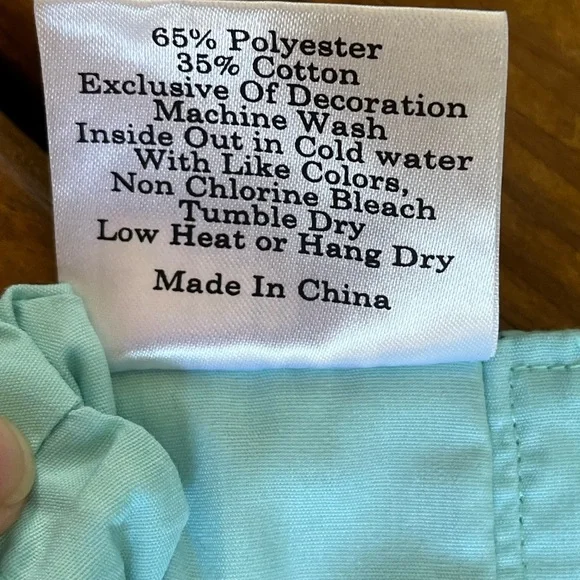 65% Polyester
35% Cotton
Exclusive Of Decoration
Machine Wash
Inside Out in Cold water
With Like Colors,
Non Chlorine Bleach
Tumble Dry
Low Heat or Hang Dry
Made In China